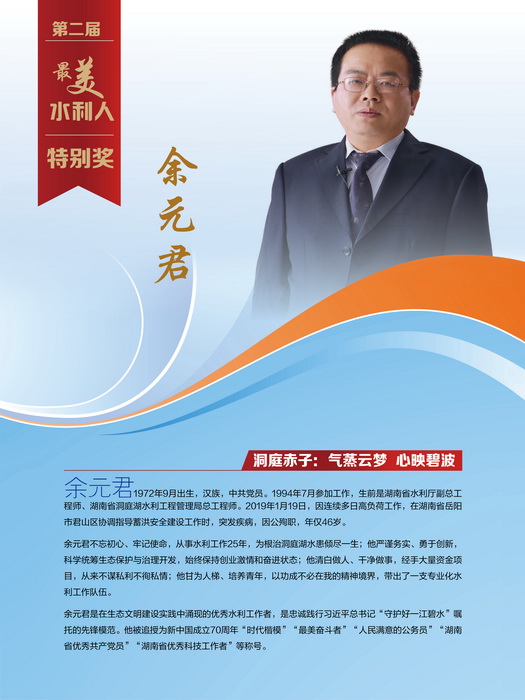 第二届
最美
水利人
特别奖
余元君
洞庭赤子：气蒸云梦 心映碧波
余元君1972年9月出生，汉族，中共党员。1994年7月参加工作，生前是湖南省水利厅副总工
程师、湖南省洞庭湖水利工程管理局总工程师。2019年1月19日，因连续多日高负荷工作，在湖南省岳阳
市君山区协调指导蓄洪安全建设工作时，突发疾病，因公殉职，年仅46岁。
余元君不忘初心、牢记使命，从事水利工作25年，为根治洞庭湖水患倾尽一生；他严谨务实、勇于创新，
科学统筹生态保护与治理开发，始终保持创业激情和奋进状态；他清白做人、干净做事，经手大量资金项
目，从来不谋私利不徇私情；他甘为人梯、培养青年，以功成不必在我的精神境界，带出了一支专业化水
利工作队伍。
余元君是在生态文明建设实践中涌现的优秀水利工作者，是忠诚践行习近平总书记“守护好一江碧水”嘱
托的先锋模范。他被追授为新中国成立70周年“时代楷模”“最美奋斗者”“人民满意的公务员”“湖南
省优秀共产党员”“湖南省优秀科技工作者”等称号。